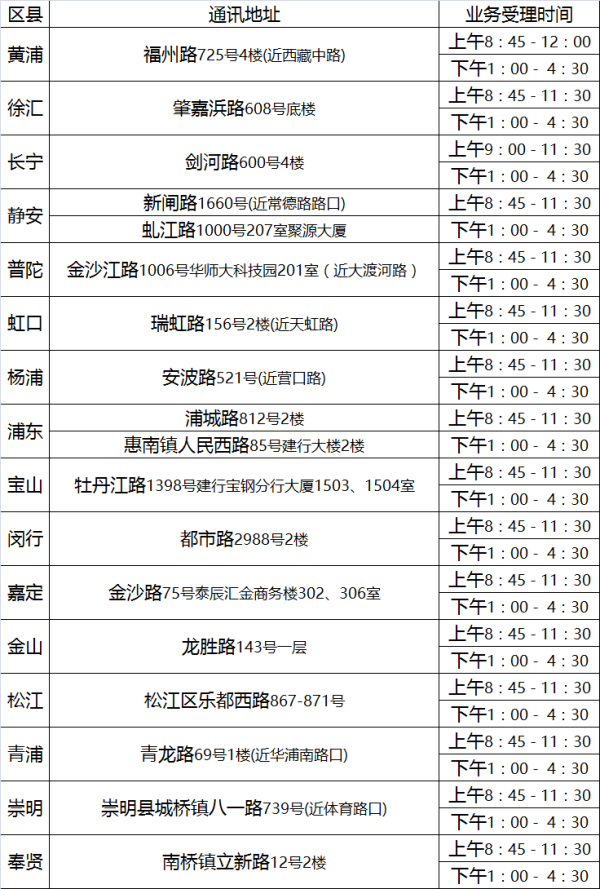 区县 通讯地址 业务受理时间
黄浦 福州路725号4楼(近西藏中路) 上午8：45 - 12：00
下午1：00 - 4：30
徐汇 肇嘉浜路608号底楼 上午8：45 - 11：30
下午1：00 - 4：30
长宁 剑河路600号4楼 上午9：00 - 11：30
下午1：00 - 4：30
静安 新闸路1660号(近常德路路口) 上午8：45 - 11：30
虬江路1000号207室聚源大厦 下午1：00 - 4：30
普陀 金沙江路1006号华师大科技园201室（近大渡河路） 上午8：45 - 11：30
下午1：00 - 4：30
虹口 瑞虹路156号2楼(近天虹路) 上午8：45 - 11：30
下午1：00 - 4：30
杨浦 安波路521号(近营口路) 上午8：45 - 11：30
下午1：00 - 4：30
浦东 浦城路812号2楼 上午8：45 - 11：30
惠南镇人民西路85号建行大楼2楼 下午1：00 - 4：30
宝山 牡丹江路1398号建行宝钢分行大厦1503、1504室 上午8：45 - 11：30
下午1：00 - 4：30
闵行 都市路2988号2楼 上午8：45 - 11：30
下午1：00 - 4：30
嘉定 金沙路75号泰辰汇金商务楼302、306室 上午8：45 - 11：30
下午1：00 - 4：30
金山 龙胜路143号一层 上午8：45 - 11：30
下午1：00 - 4：30
松江 松江区乐都西路867-871号 上午8：45 - 11：30
下午1：00 - 4：30
青浦 青龙路69号1楼(近华浦南路口) 上午8：45 - 11：30
下午1：00 - 4：30
崇明 崇明县城桥镇八一路739号(近体育路口) 上午8：45 - 11：30
下午1：00 - 4：30
奉贤 南桥镇立新路12号2楼 上午8：45 - 11：30
下午1：00 - 4：30